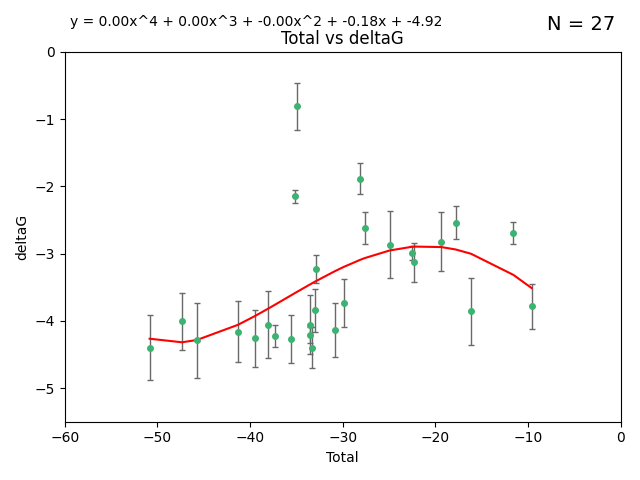 y = 0.00x^4 + 0.00x^3 + -0.00x^2 + -0.18x + -4.92
N = 27
Total vs deltaG
0
−1
−2
−3
−4
−5
deltaG
−60 −50 −40 −30 −20 −10 0
Total